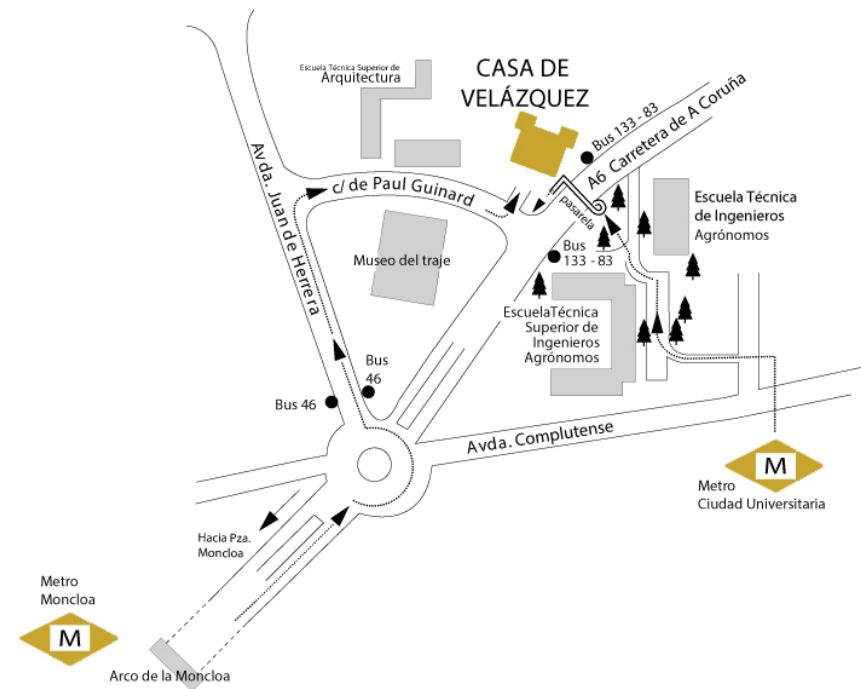 Escuela Técnica Superior de
Arquitectura
CASA DE
VELÁZQUEZ
Bus 133 - 83
A6 Carretera de A Coruña
Avda. Juan de Herrera
c/ de Paul Guinard
pasarela
Escuela Técnica
de Ingenieros
Agrónomos
Museo del traje
Bus
133 - 83
EscuelaTécnica
Superior de
Ingenieros
Agrónomos
Bus
46
Bus 46
Avda. Complutense
M
Metro
Ciudad Universitaria
Hacia Pza.
Moncloa
Metro
Moncloa
M
Arco de la Moncloa